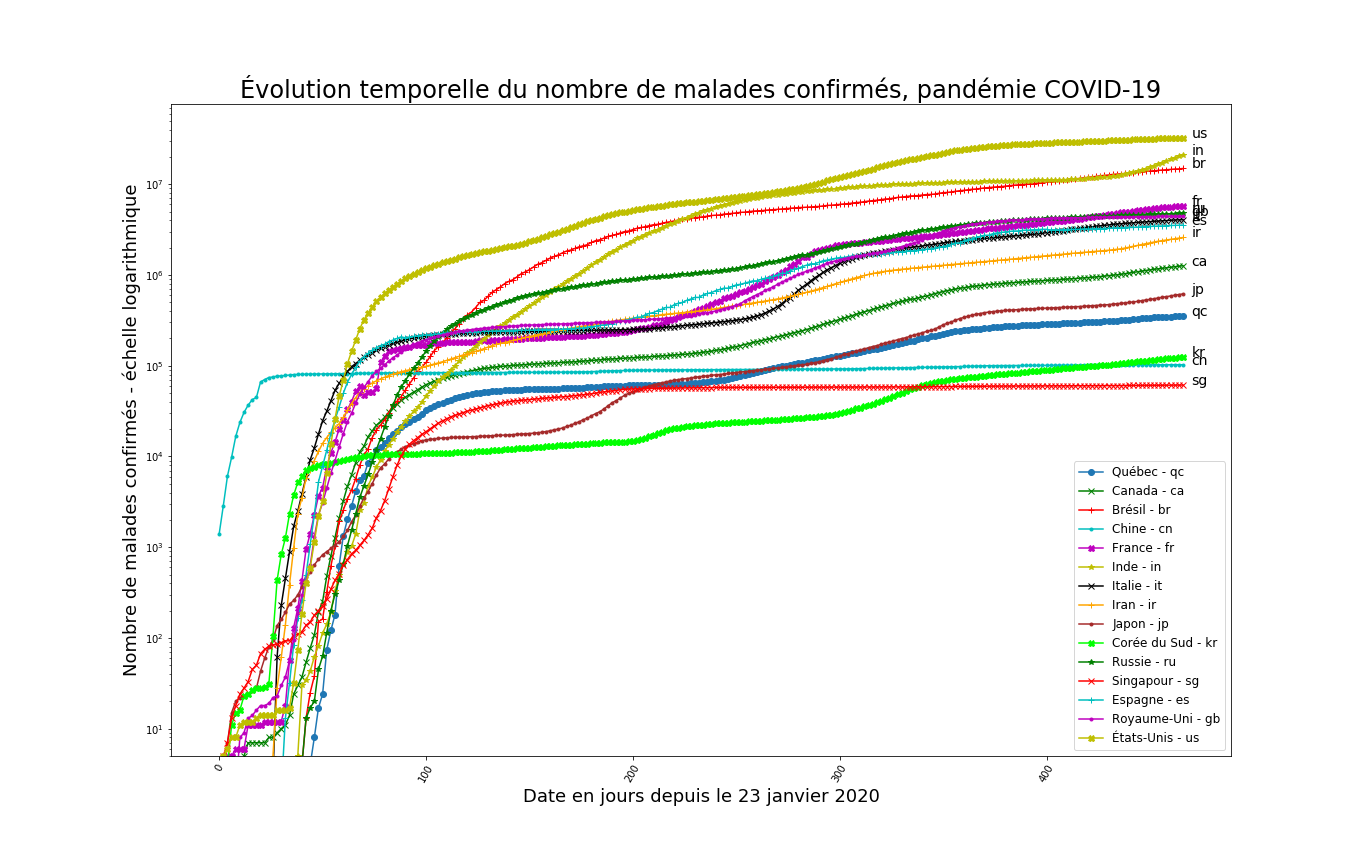 Évolution temporelle du nombre de malades confirmés, pandémie COVID-19
Nombre de malades confirmés - échelle logarithmique
10⁷
10⁶
10⁵
10⁴
10³
10²
10¹
us
in
br
fr
gb
es
ir
ca
jp
qc
kr
cn
sg
Québec - qc
Canada - ca
Brésil - br
Chine - cn
France - fr
Inde - in
Italie - it
Iran - ir
Japon - jp
Corée du Sud - kr
Russie - ru
Singapour - sg
Espagne - es
Royaume-Uni - gb
États-Unis - us
0
100
200
300
400
Date en jours depuis le 23 janvier 2020